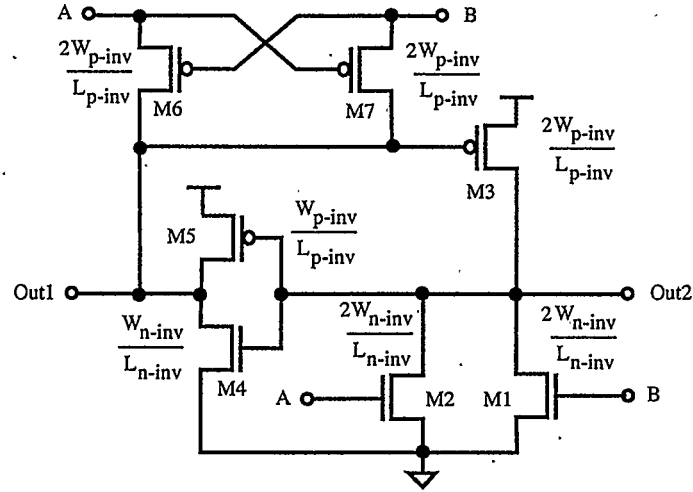 A
B
2Wp-inv
Lp-inv
M6
2Wp-inv
Lp-inv
M7
2Wp-inv
Lp-inv
M3
M5
Wp-inv
Lp-inv
Out1
Out2
Wn-inv
Ln-inv
M4
2Wn-inv
Ln-inv
2Wn-inv
Ln-inv
A
M2
M1
B